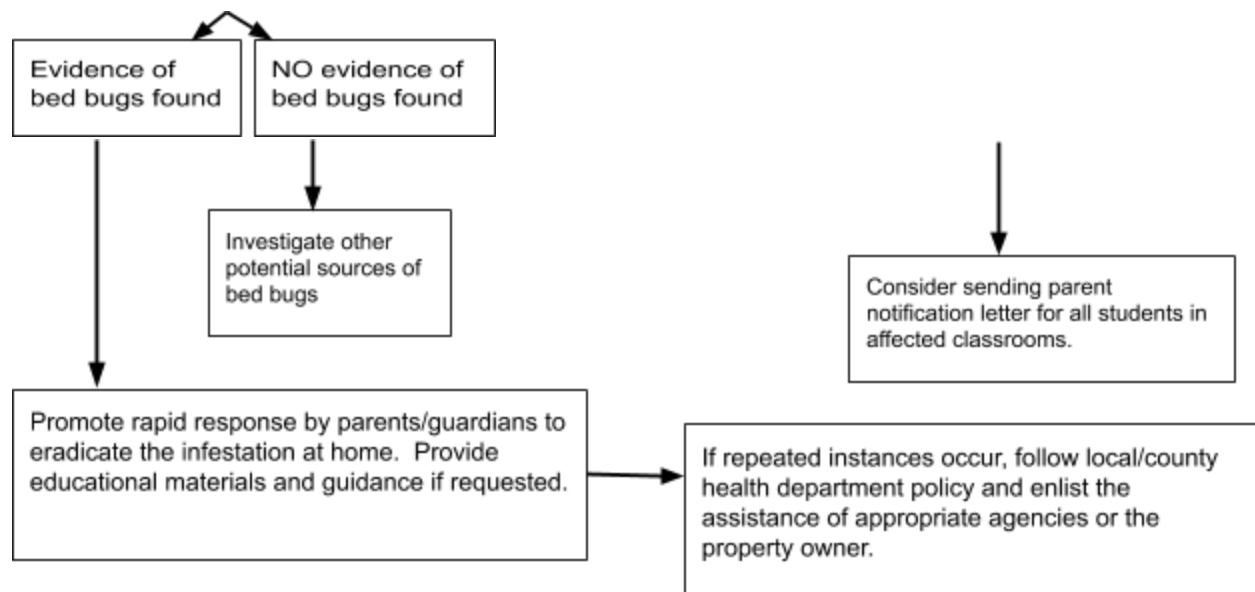 Evidence of
bed bugs found
NO evidence of
bed bugs found
Investigate other
potential sources of
bed bugs
Consider sending parent
notification letter for all students in
affected classrooms.
Promote rapid response by parents/guardians to
eradicate the infestation at home.  Provide
educational materials and guidance if requested.
If repeated instances occur, follow local/county
health department policy and enlist the
assistance of appropriate agencies or the
property owner.